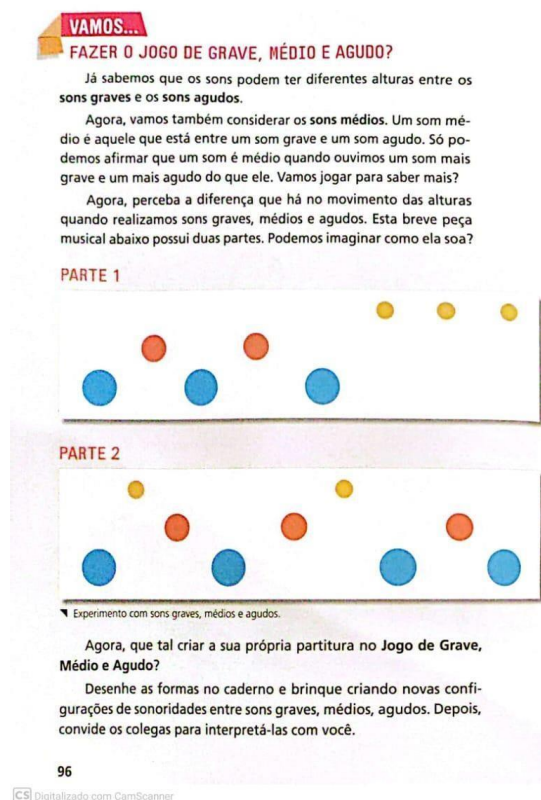 VAMOS...
FAZER O JOGO DE GRAVE, MÉDIO E AGUDO?
Já sabemos que os sons podem ter diferentes alturas entre os
sons graves e os sons agudos.
Agora, vamos também considerar os sons médios. Um som mé-
dio é aquele que está entre um som grave e um som agudo. Só po-
demos afirmar que um som é médio quando ouvimos um som mais
grave e um mais agudo do que ele. Vamos jogar para saber mais?
Agora, perceba a diferença que há no movimento das alturas
quando realizamos sons graves, médios e agudos. Esta breve peça
musical abaixo possui duas partes. Podemos imaginar como ela soa?
PARTE 1
PARTE 2
Experimento com sons graves, médios e agudos.
Agora, que tal criar a sua própria partitura no Jogo de Grave,
Médio e Agudo?
Desenhe as formas no caderno e brinque criando novas confi-
gurações de sonoridades entre sons graves, médios, agudos. Depois,
convide os colegas para interpretá-las com você.
96
CS Digitalizado com CamScanner